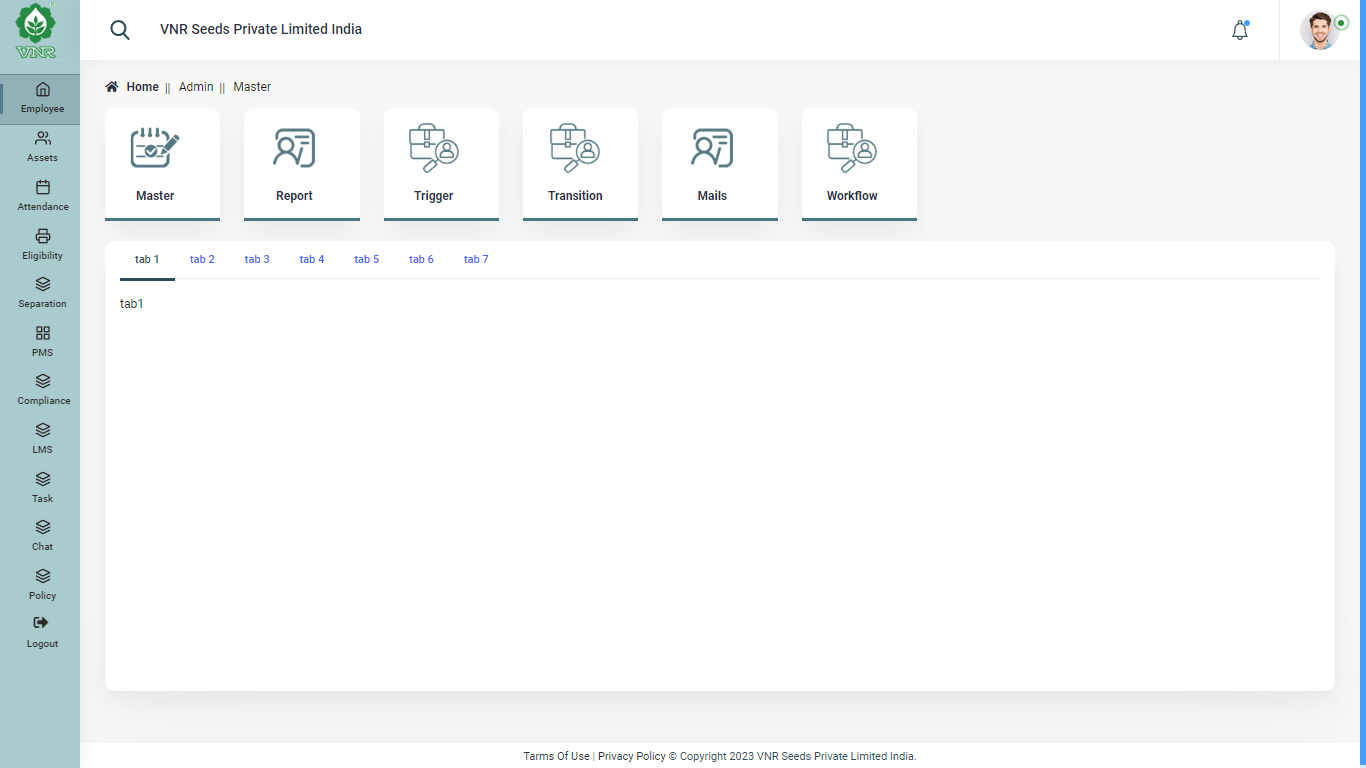 VNR
VNR Seeds Private Limited India
Employee
Assets
Attendance
Eligibility
Separation
PMS
Compliance
LMS
Task
Chat
Policy
Logout
Home || Admin || Master
Master Report Trigger Transition Mails Workflow
tab 1 tab 2 tab 3 tab 4 tab 5 tab 6 tab 7
tab1
Tarms Of Use | Privacy Policy © Copyright 2023 VNR Seeds Private Limited India.